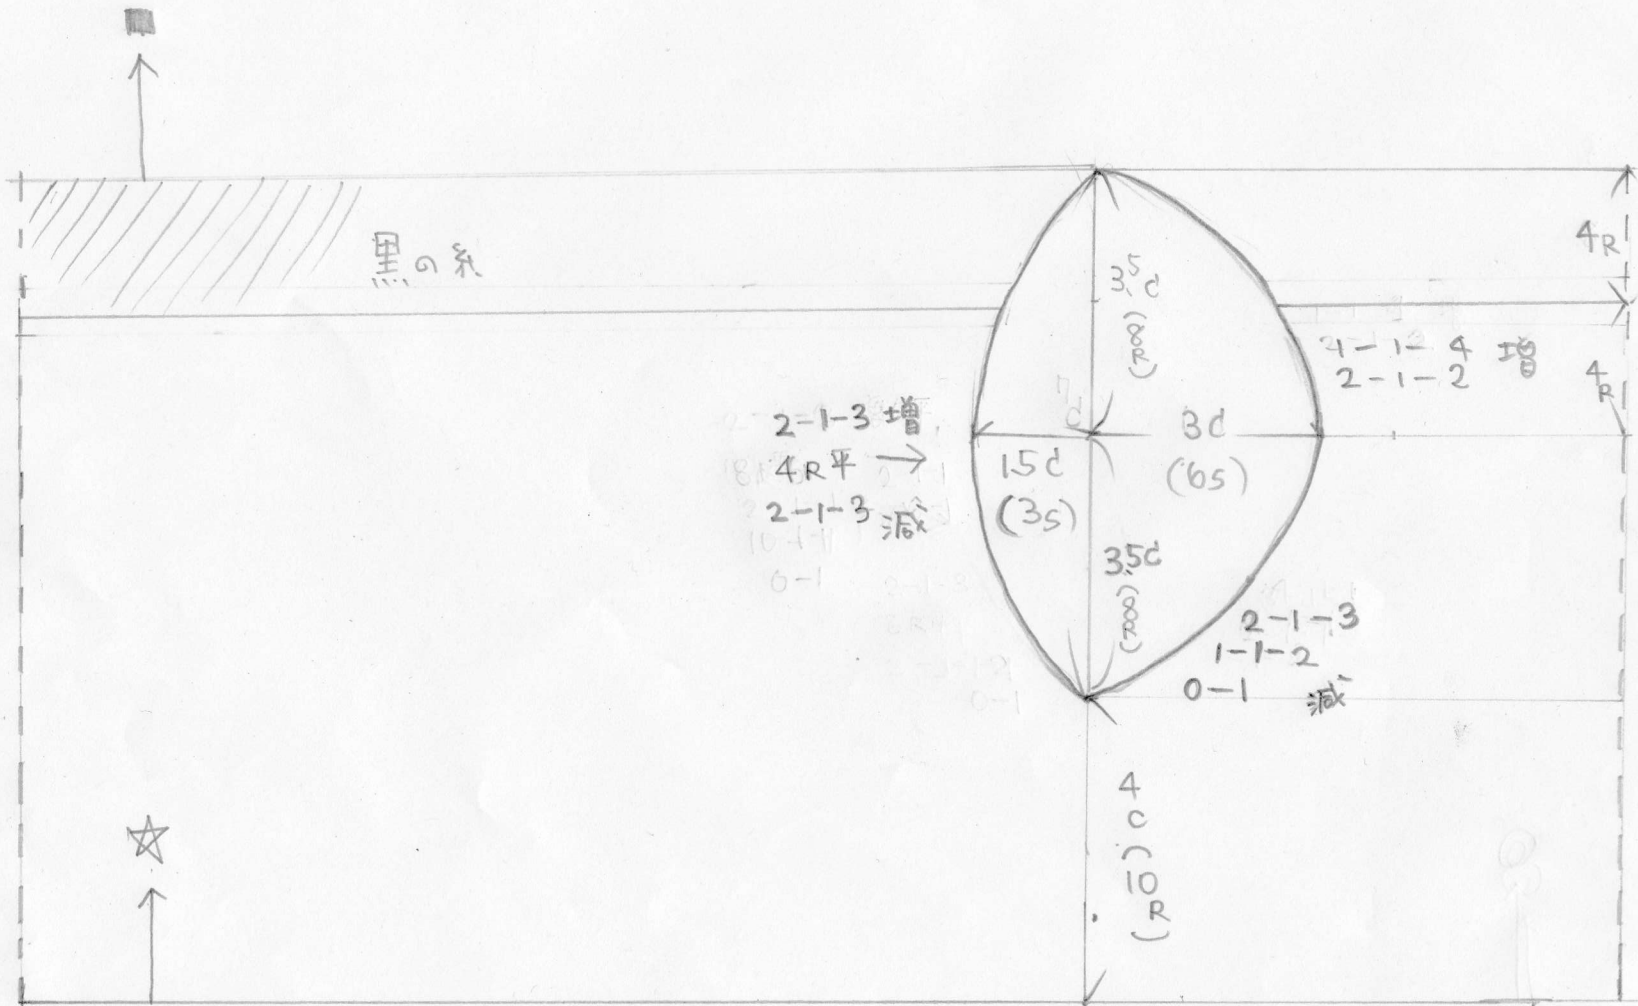 黒の糸
4R
3.5c
(8R)
1-1-4 増
2-1-2
4R
7c
2-1-3 増
4R平 →
2-1-3 減
1.5c
(3s)
3c
(6s)
3.5c
(8R)
2-1-3
1-1-2
0-1 減
4c
(10R)